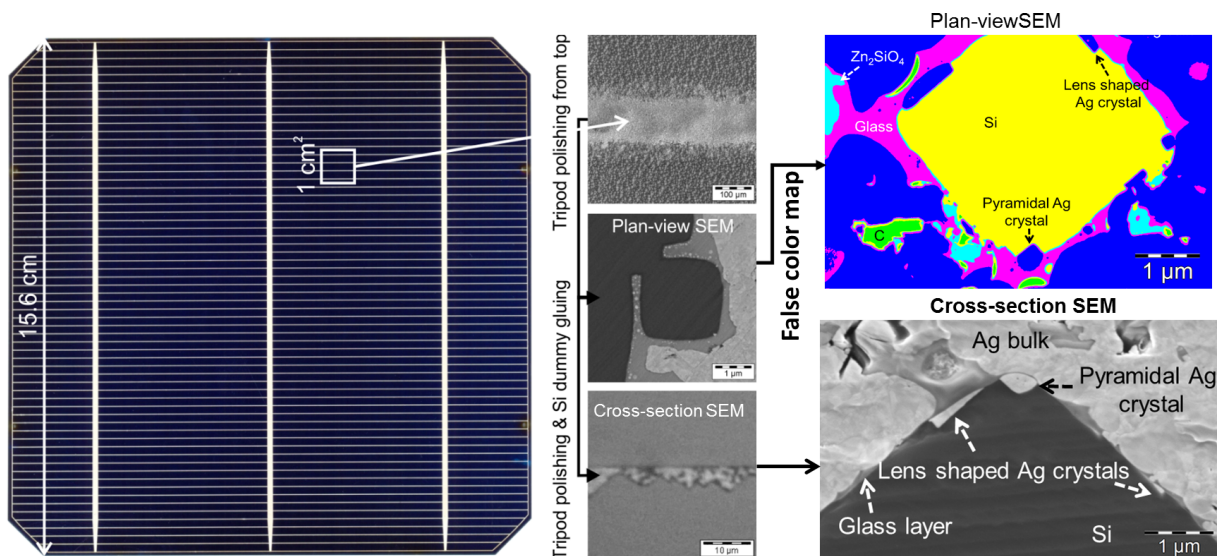 15.6 cm
1 cm²
Tripod polishing from top
Tripod polishing & Si dummy gluing
100 µm
Plan-view SEM
1 µm
Cross-section SEM
10 µm
False color map
Plan-viewSEM
Zn₂SiO₄
Lens shaped
Ag crystal
Glass
Si
Pyramidal Ag
crystal
C
1 µm
Cross-section SEM
Ag bulk
Pyramidal Ag
crystal
Lens shaped Ag crystals
Glass layer
Si
1 µm